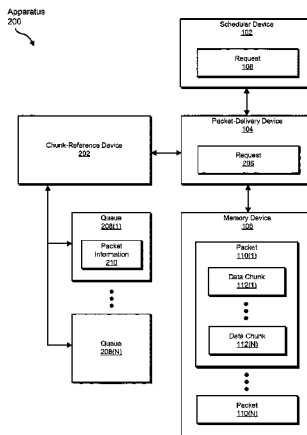 Apparatus
200
Scheduler Device
102
Request
108
Chunk-Reference Device
202
Packet-Delivery Device
104
Request
206
Queue
208(1)
Packet
Information
210
Queue
208(N)
Memory Device
106
Packet
110(1)
Data Chunk
112(1)
Data Chunk
112(N)
Packet
110(N)